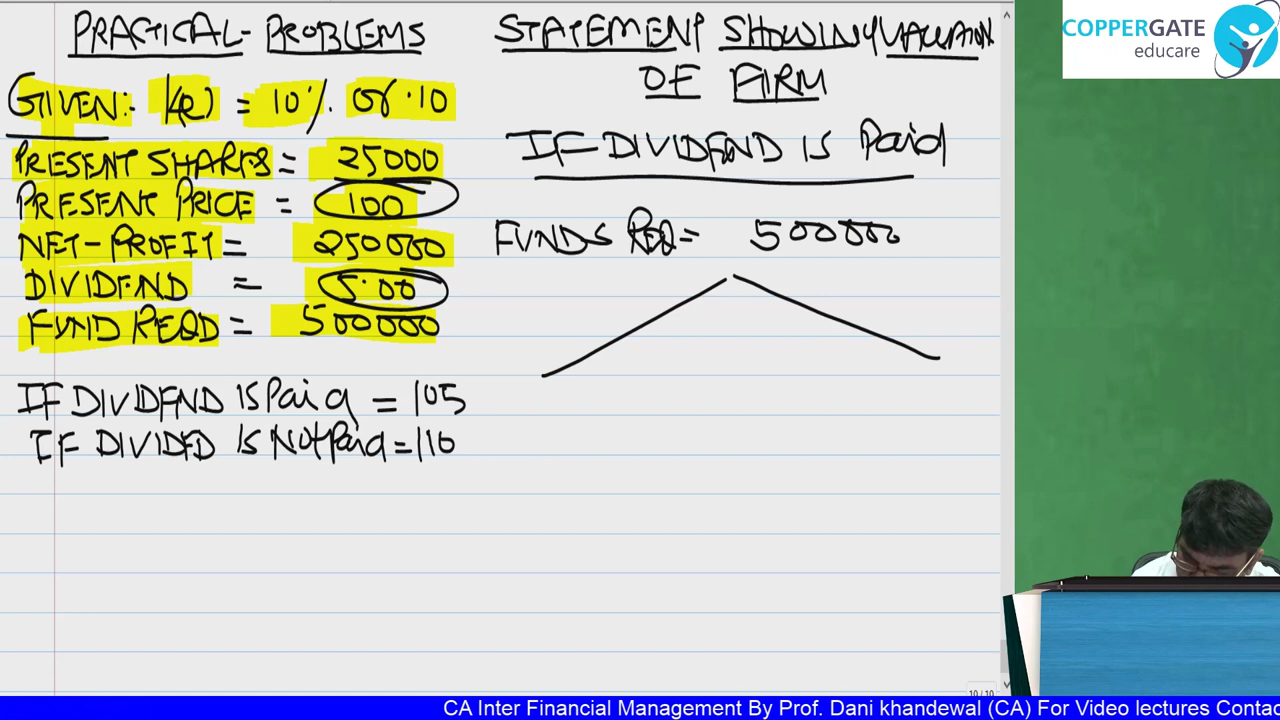 PRACTICAL- PROBLEMS
GIVEN:- Ke) = 10% or .10
PRESENT SHARES = 25000
PRESENT PRICE = 100
NET-PROFIT = 250000
DIVIDEND = 5.00
FUND REQD = 500000
IF DIVIDEND IS Paid = 105
IF DIVIDED IS Not Paid = 110
STATEMENT SHOWING VALUATION
OF FIRM
IF DIVIDEND IS Paid
FUNDS REQ = 500000
COPPERGATE
educare
10 / 10
CA Inter Financial Management By Prof. Dani khandewal (CA) For Video lectures Contac